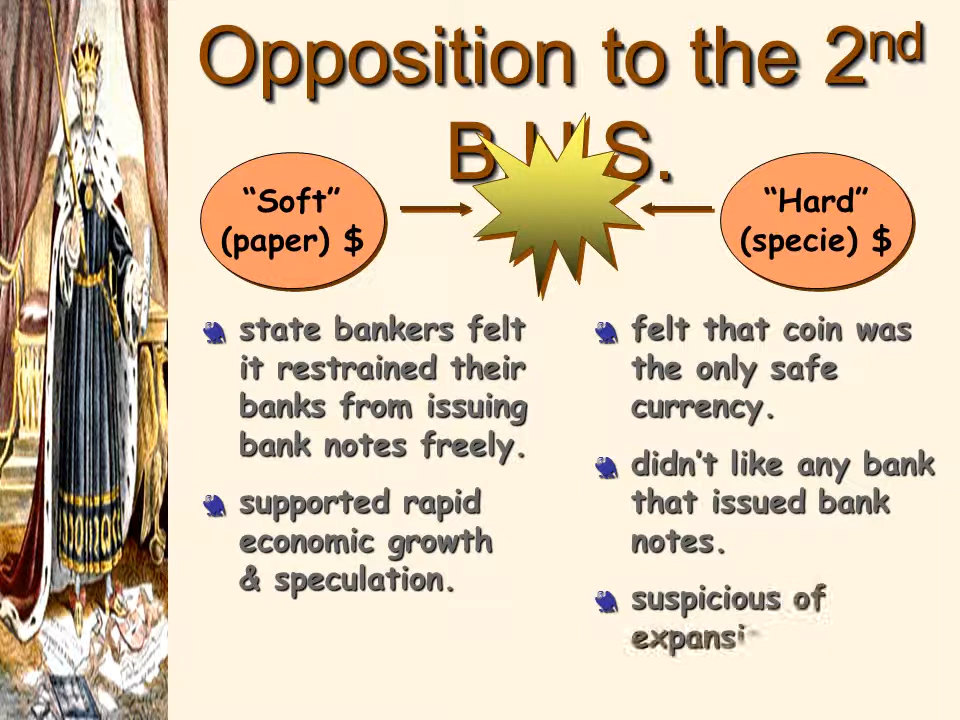 Opposition to the 2nd
B.U.S.
“Soft”
(paper) $
“Hard”
(specie) $
state bankers felt
it restrained their
banks from issuing
bank notes freely.
supported rapid
economic growth
& speculation.
felt that coin was
the only safe
currency.
didn’t like any bank
that issued bank
notes.
suspicious of